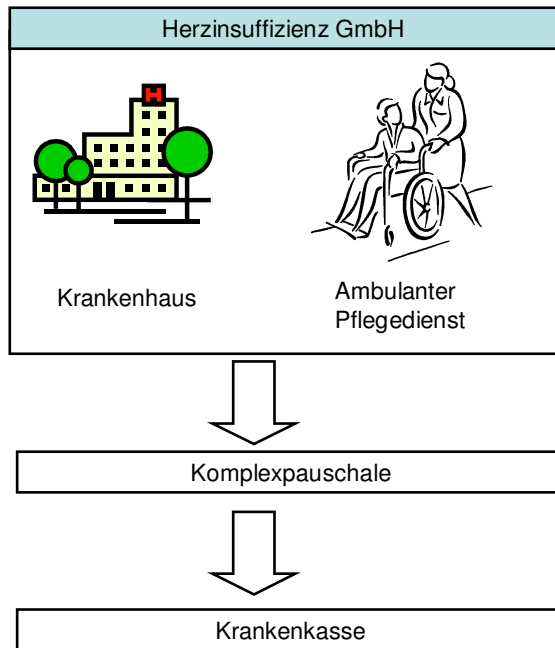 Herzinsuffizienz GmbH
H
Krankenhaus
Ambulanter
Pflegedienst
Komplexpauschale
Krankenkasse